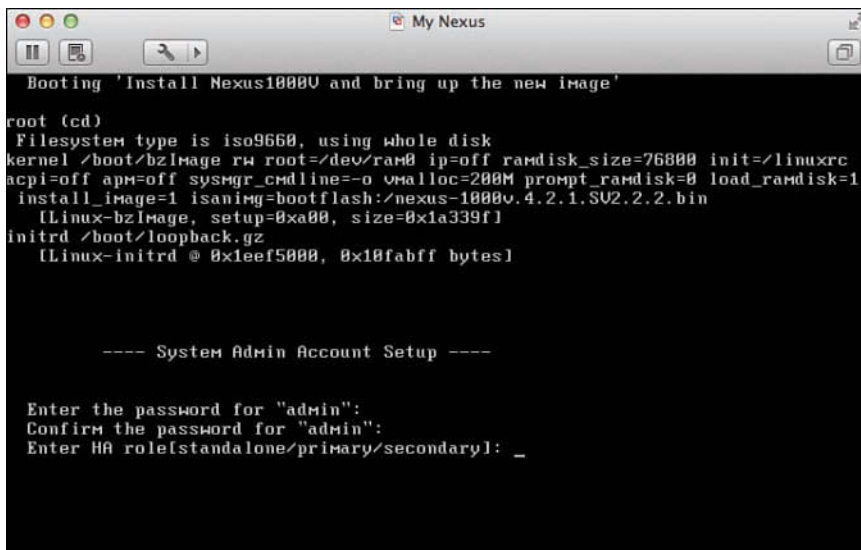 My Nexus
Booting 'Install Nexus1000V and bring up the new image'
root (cd)
Filesystem type is iso9660, using whole disk
kernel /boot/bzImage rw root=/dev/ram0 ip=off ramdisk_size=76800 init=/linuxrc
acpi=off apm=off sysmgr_cmdline=-o vmalloc=200M prompt_ramdisk=0 load_ramdisk=1
install_image=1 isanimg=bootflash:/nexus-1000v.4.2.1.SV2.2.2.bin
[Linux-bzImage, setup=0xa00, size=0x1a339f]
initrd /boot/loopback.gz
[Linux-initrd @ 0x1eef5000, 0x10fabff bytes]
---- System Admin Account Setup ----
Enter the password for "admin":
Confirm the password for "admin":
Enter HA role[standalone/primary/secondary]: _